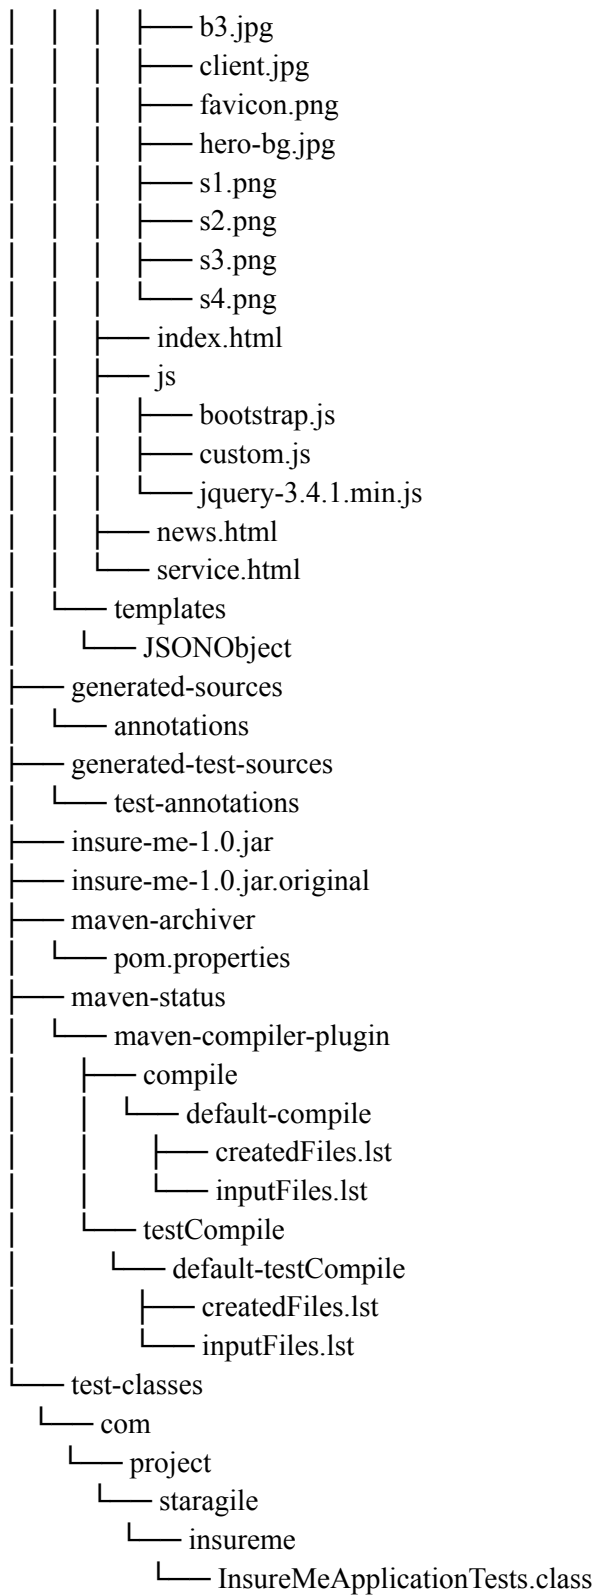 │   │   │   ├── b3.jpg
│   │   │   ├── client.jpg
│   │   │   ├── favicon.png
│   │   │   ├── hero-bg.jpg
│   │   │   ├── s1.png
│   │   │   ├── s2.png
│   │   │   ├── s3.png
│   │   │   └── s4.png
│   │   ├── index.html
│   │   ├── js
│   │   │   ├── bootstrap.js
│   │   │   ├── custom.js
│   │   │   └── jquery-3.4.1.min.js
│   │   ├── news.html
│   │   └── service.html
│   └── templates
│       └── JSONObject
├── generated-sources
│   └── annotations
├── generated-test-sources
│   └── test-annotations
├── insure-me-1.0.jar
├── insure-me-1.0.jar.original
├── maven-archiver
│   └── pom.properties
├── maven-status
│   └── maven-compiler-plugin
│       ├── compile
│       │   └── default-compile
│       │       ├── createdFiles.lst
│       │       └── inputFiles.lst
│       └── testCompile
│           └── default-testCompile
│               ├── createdFiles.lst
│               └── inputFiles.lst
└── test-classes
    └── com
        └── project
            └── staragile
                └── insureme
                    └── InsureMeApplicationTests.class